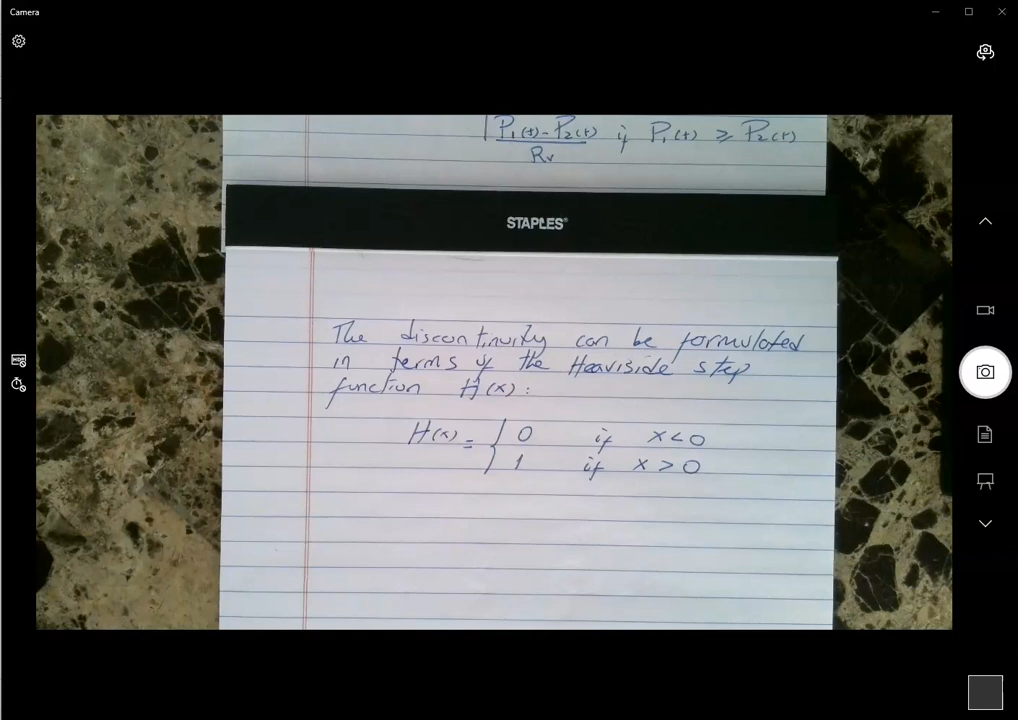 Camera
P₁(t) - P₂(t) if P₁(t) ≥ P₂(t)
Rv
STAPLES®
The discontinuity can be formulated
in terms of the Heaviside step
function H(x):
H(x) = { 0 if x < 0
1 if x > 0